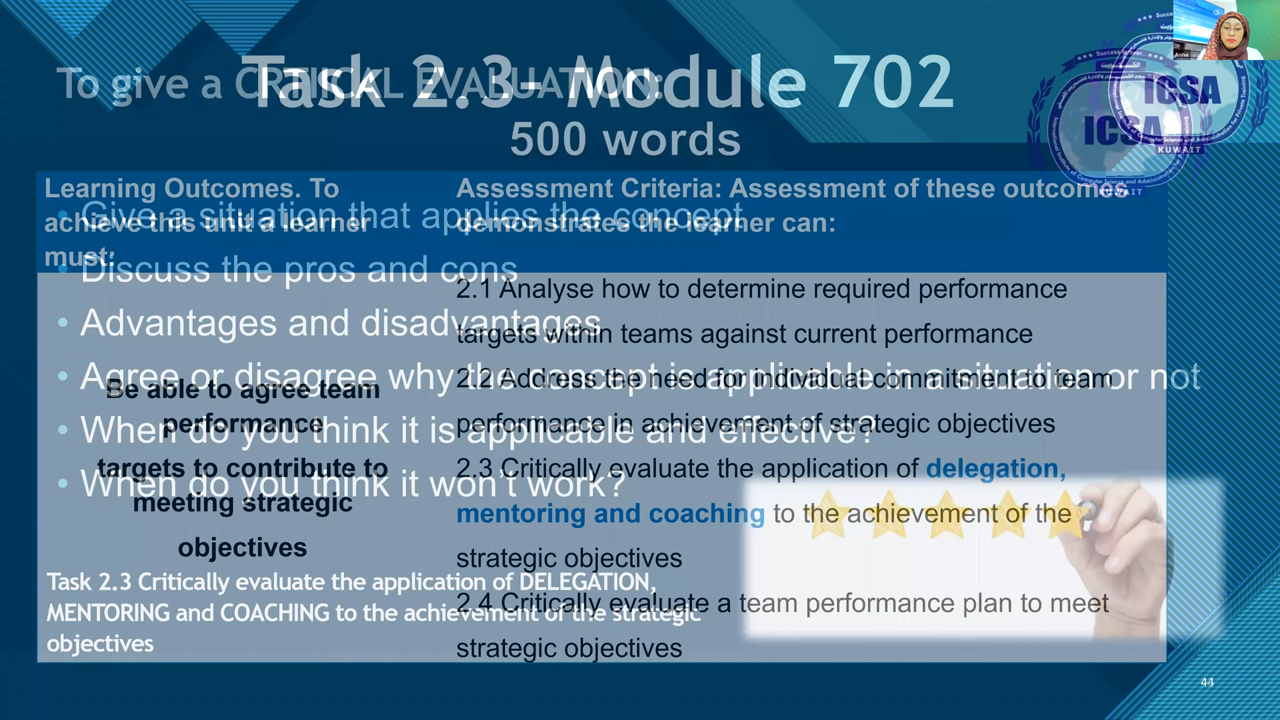 Task 2.3- Module 702
500 words
Learning Outcomes. To
achieve this unit a learner
must:
Assessment Criteria: Assessment of these outcomes
demonstrates the learner can:
Be able to agree team
performance
targets to contribute to
meeting strategic
objectives
2.1 Analyse how to determine required performance
targets within teams against current performance
2.2 Address the need for individual commitment to team
performance in achievement of strategic objectives
2.3 Critically evaluate the application of delegation,
mentoring and coaching to the achievement of the
strategic objectives
2.4 Critically evaluate a team performance plan to meet
strategic objectives
To give a CRITICAL EVALUATION:
• Give a situation that applies the concept
• Discuss the pros and cons
• Advantages and disadvantages
• Agree or disagree why the concept is applicable in a situation or not
• When do you think it is applicable and effective?
• When do you think it won't work?
Task 2.3 Critically evaluate the application of DELEGATION,
MENTORING and COACHING to the achievement of the strategic
objectives
ICSA
ICSA
KUWAIT
44